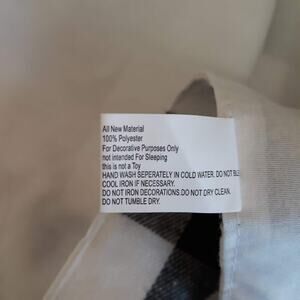 All New Material
100% Polyester
For Decorative Purposes Only
not intended For Sleeping
this is not a Toy
HAND WASH SEPERATELY IN COLD WATER. DO NOT BLE
COOL IRON IF NECESSARY.
DO NOT IRON DECORATIONS.DO NOT DRY CLEAN.
DO NOT TUMBLE DRY.